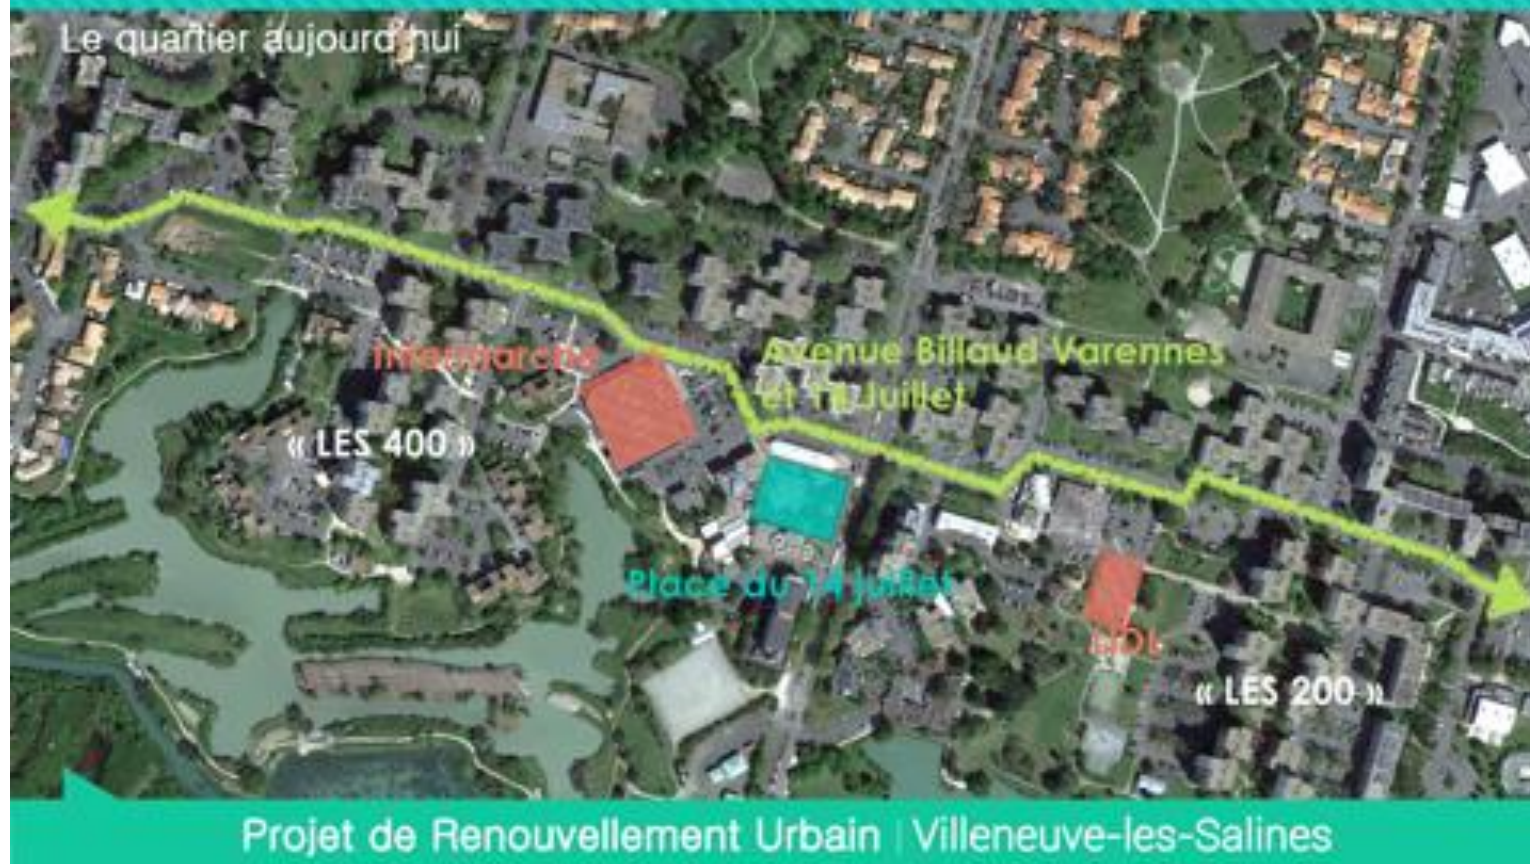 Le quartier aujourd'hui
Intermarché
Avenue Billaud Varennes
et 14 Juillet
« LES 400 »
Place du 14 juillet
LIDL
« LES 200 »
Projet de Renouvellement Urbain | Villeneuve-les-Salines